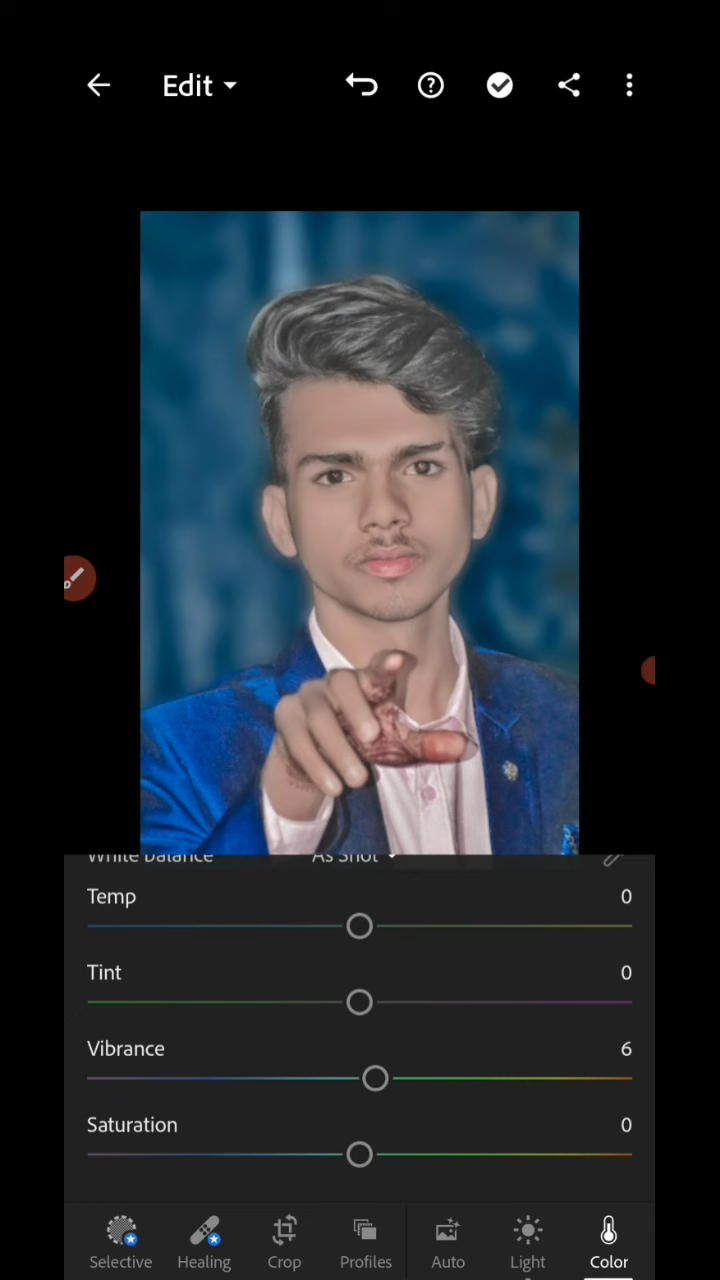 Edit
White Balance As Shot
Temp 0
Tint 0
Vibrance 6
Saturation 0
Selective Healing Crop Profiles Auto Light Color